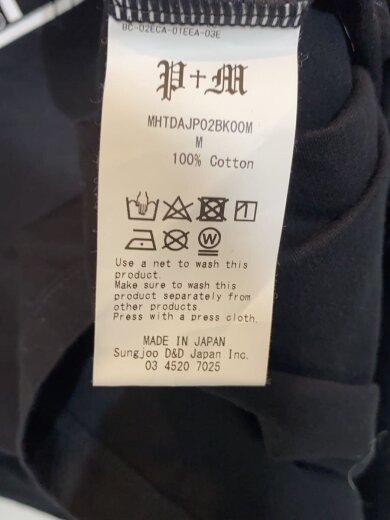 BC-02ECA-01EEA-03E
P+M
MHTDAJP02BK00M
M
100% Cotton
W
Use a net to wash this
product.
Make sure to wash this
product separately from
other products.
Press with a press cloth.
MADE IN JAPAN
Sungjoo D&D Japan Inc.
03 4520 7025